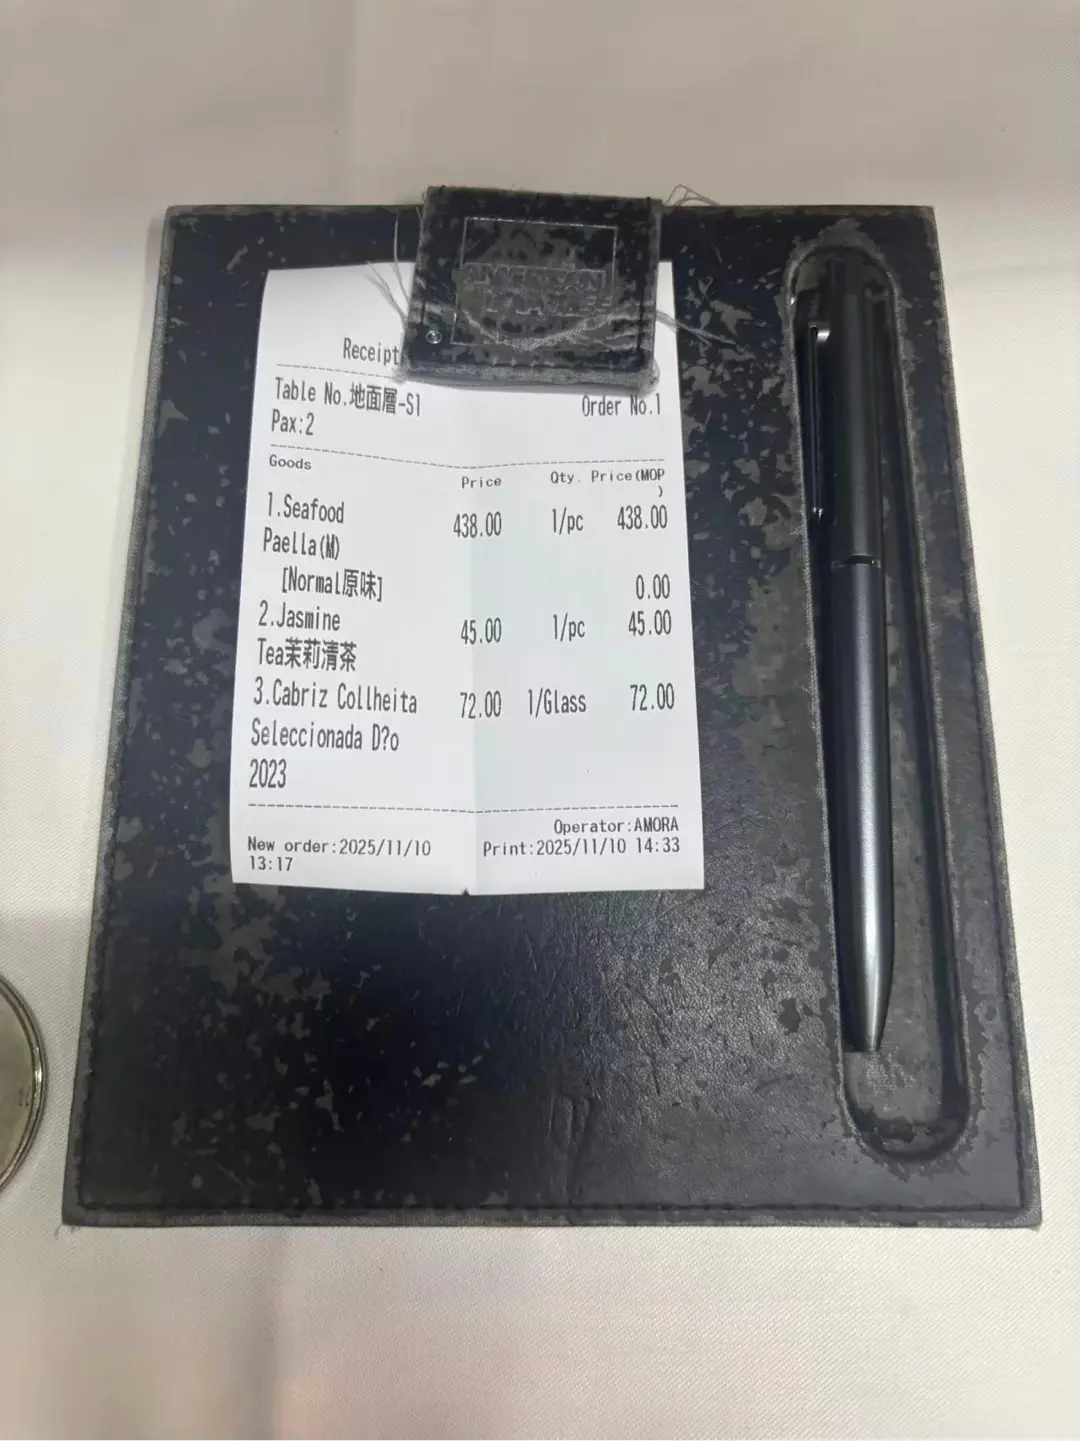 AMERICAN
Receipt
Table No.地面層-S1 Order No.1
Pax:2
Goods Price Qty. Price(MOP
)
1.Seafood 438.00 1/pc 438.00
Paella(M)
[Normal原味] 0.00
2.Jasmine 45.00 1/pc 45.00
Tea茉莉清茶
3.Cabriz Collheita 72.00 1/Glass 72.00
Seleccionada D?o
2023
Operator:AMORA
New order:2025/11/10 Print:2025/11/10 14:33
13:17